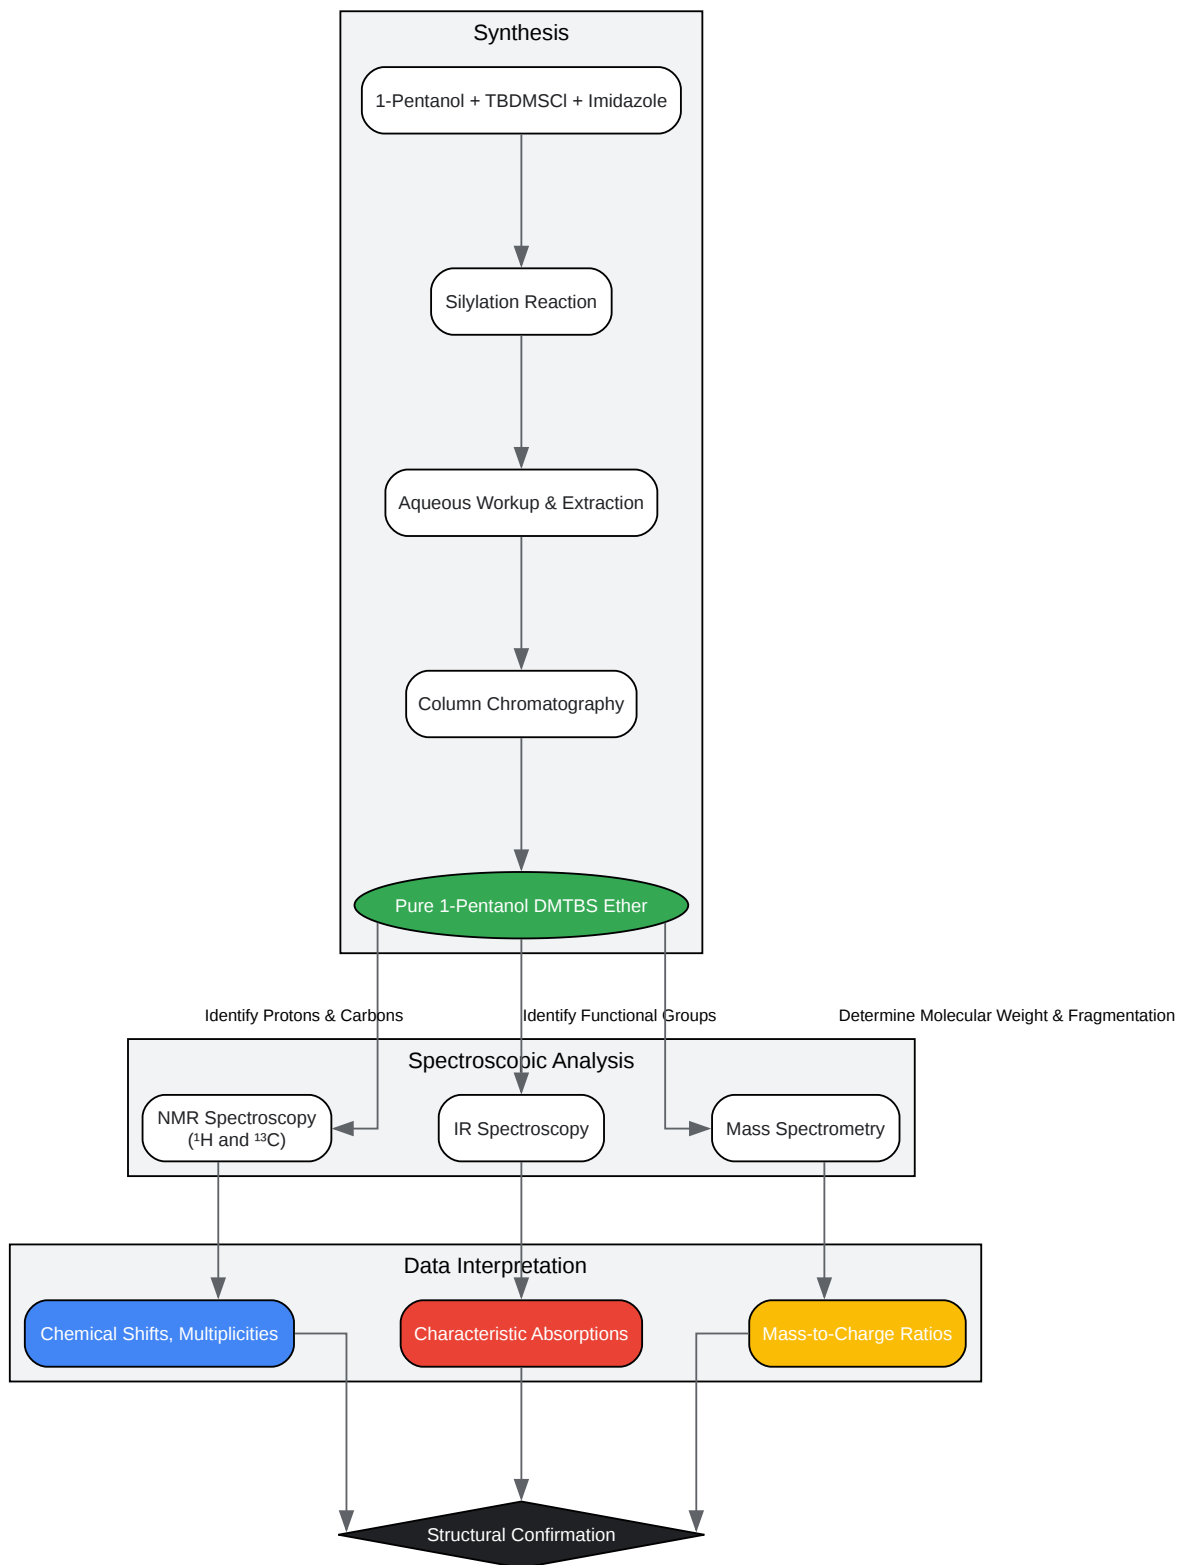 Synthesis
1-Pentanol + TBDMSCl + Imidazole
Silylation Reaction
Aqueous Workup & Extraction
Column Chromatography
Pure 1-Pentanol DMTBS Ether
Identify Protons & Carbons
Identify Functional Groups
Determine Molecular Weight & Fragmentation
Spectroscopic Analysis
NMR Spectroscopy
(¹H and ¹³C)
IR Spectroscopy
Mass Spectrometry
Data Interpretation
Chemical Shifts, Multiplicities
Characteristic Absorptions
Mass-to-Charge Ratios
Structural Confirmation